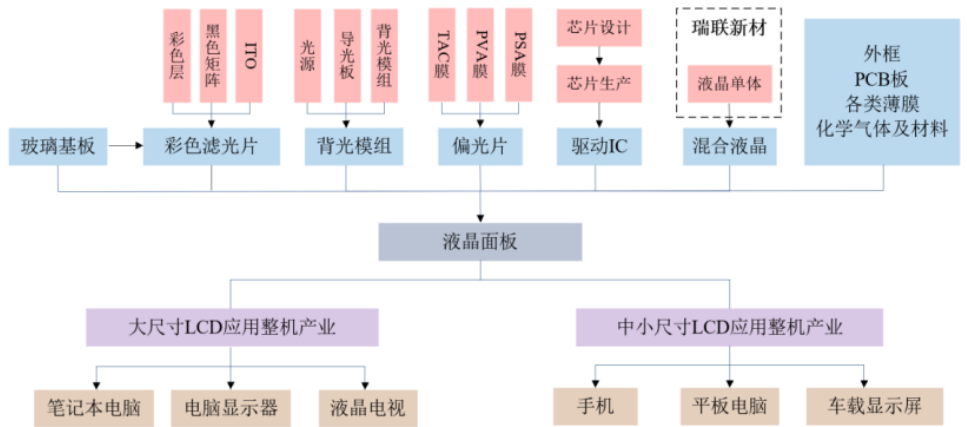 彩色层
黑色矩阵
ITO
光源
导光板
背光模组
TAC膜
PVA膜
PSA膜
芯片设计
芯片生产
瑞联新材
液晶单体
外框
PCB板
各类薄膜
化学气体及材料
玻璃基板
彩色滤光片
背光模组
偏光片
驱动IC
混合液晶
液晶面板
大尺寸LCD应用整机产业
中小尺寸LCD应用整机产业
笔记本电脑
电脑显示器
液晶电视
手机
平板电脑
车载显示屏